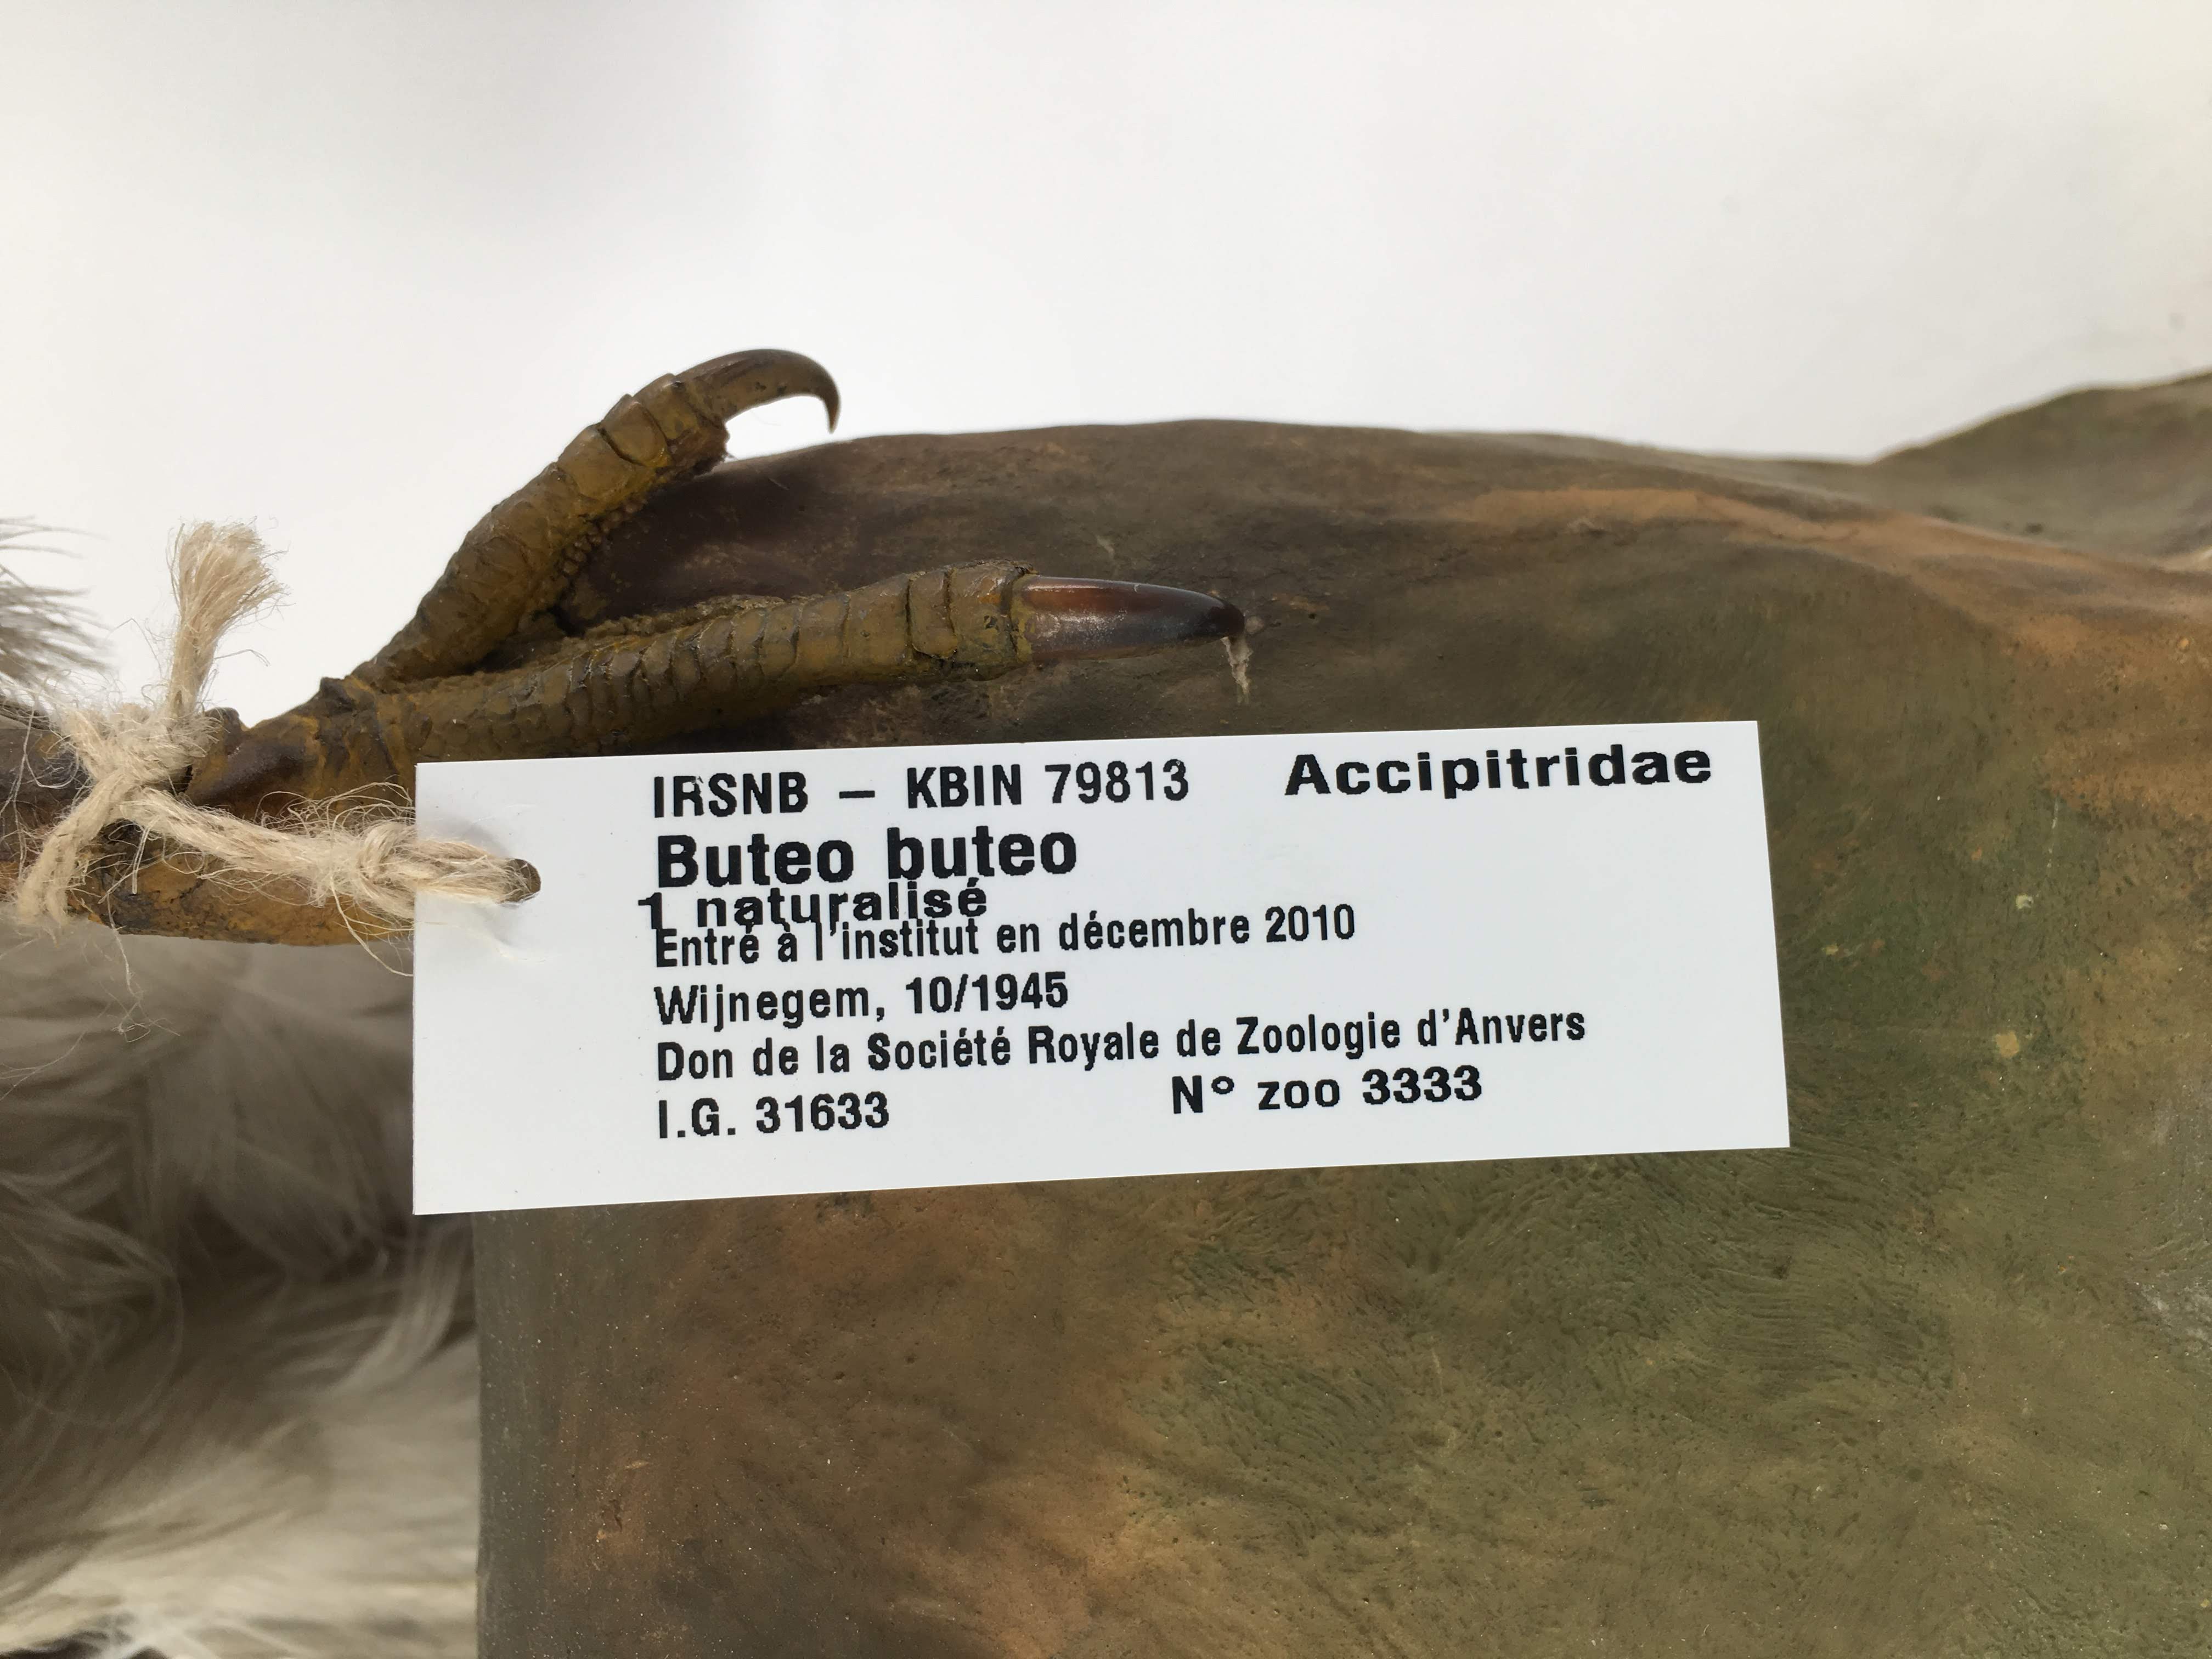 IRSNB – KBIN 79813 Accipitridae
Buteo buteo
1 naturalisé
Entré à l'institut en décembre 2010
Wijnegem, 10/1945
Don de la Société Royale de Zoologie d'Anvers
I.G. 31633 N° zoo 3333